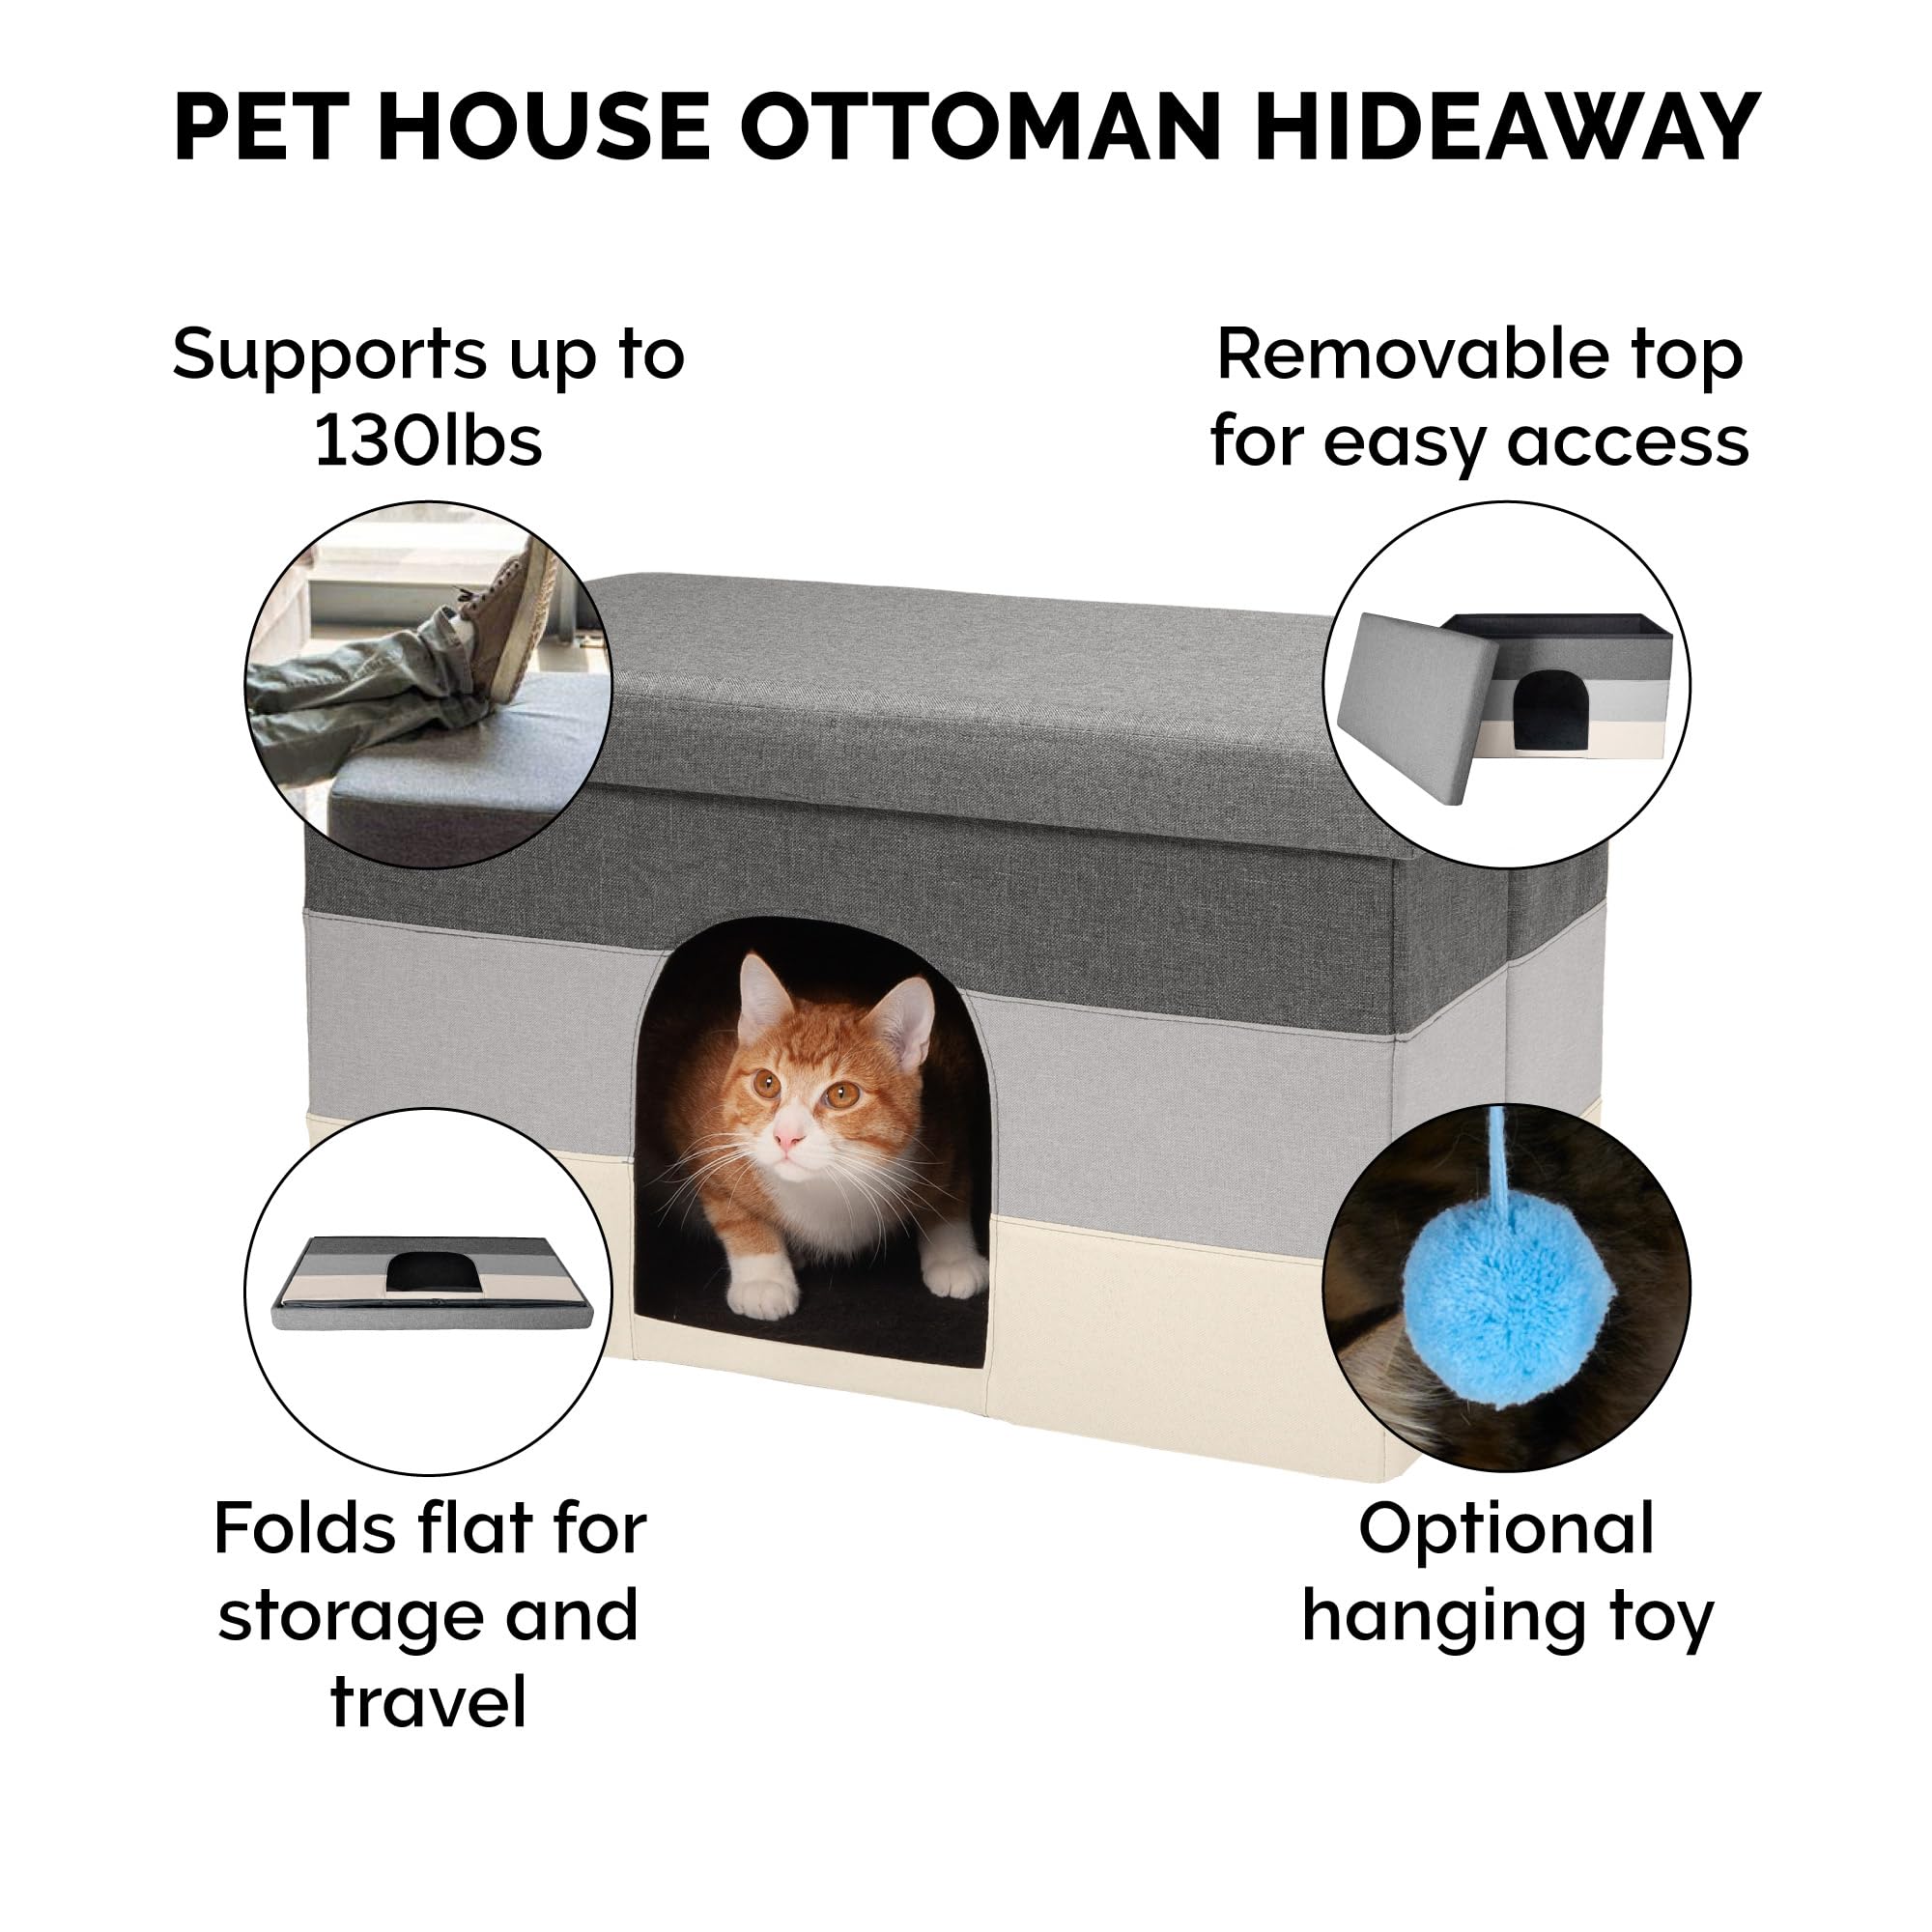 PET HOUSE OTTOMAN HIDEAWAY
Supports up to
130lbs
Removable top
for easy access
Folds flat for
storage and
travel
Optional
hanging toy